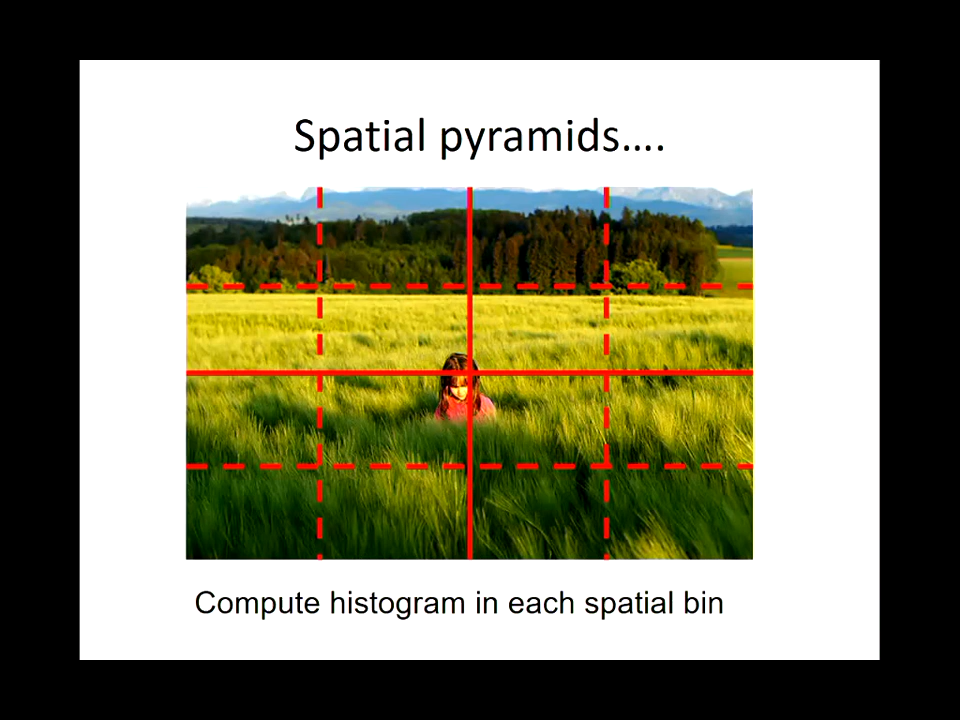 Spatial pyramids....
Compute histogram in each spatial bin